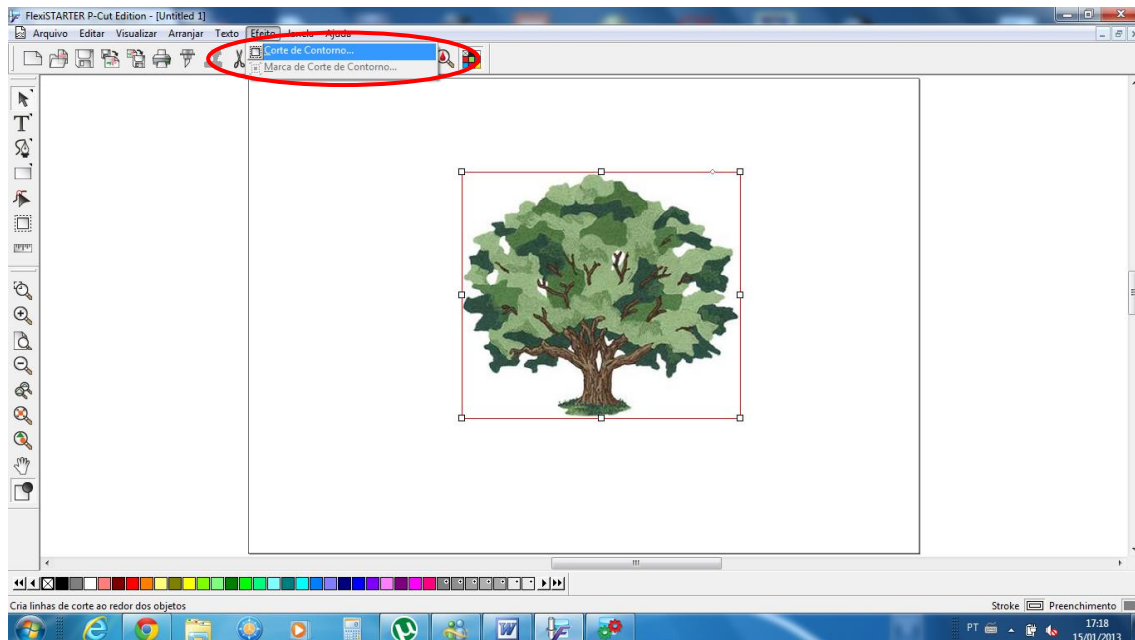 FlexiSTARTER P-Cut Edition - [Untitled 1]
Arquivo Editar Visualizar Arranjar Texto Efeito Janela Ajuda
Corte de Contorno...
Marca de Corte de Contorno...
Cria linhas de corte ao redor dos objetos
Stroke Preenchimento
PT 17:18
15/01/2013